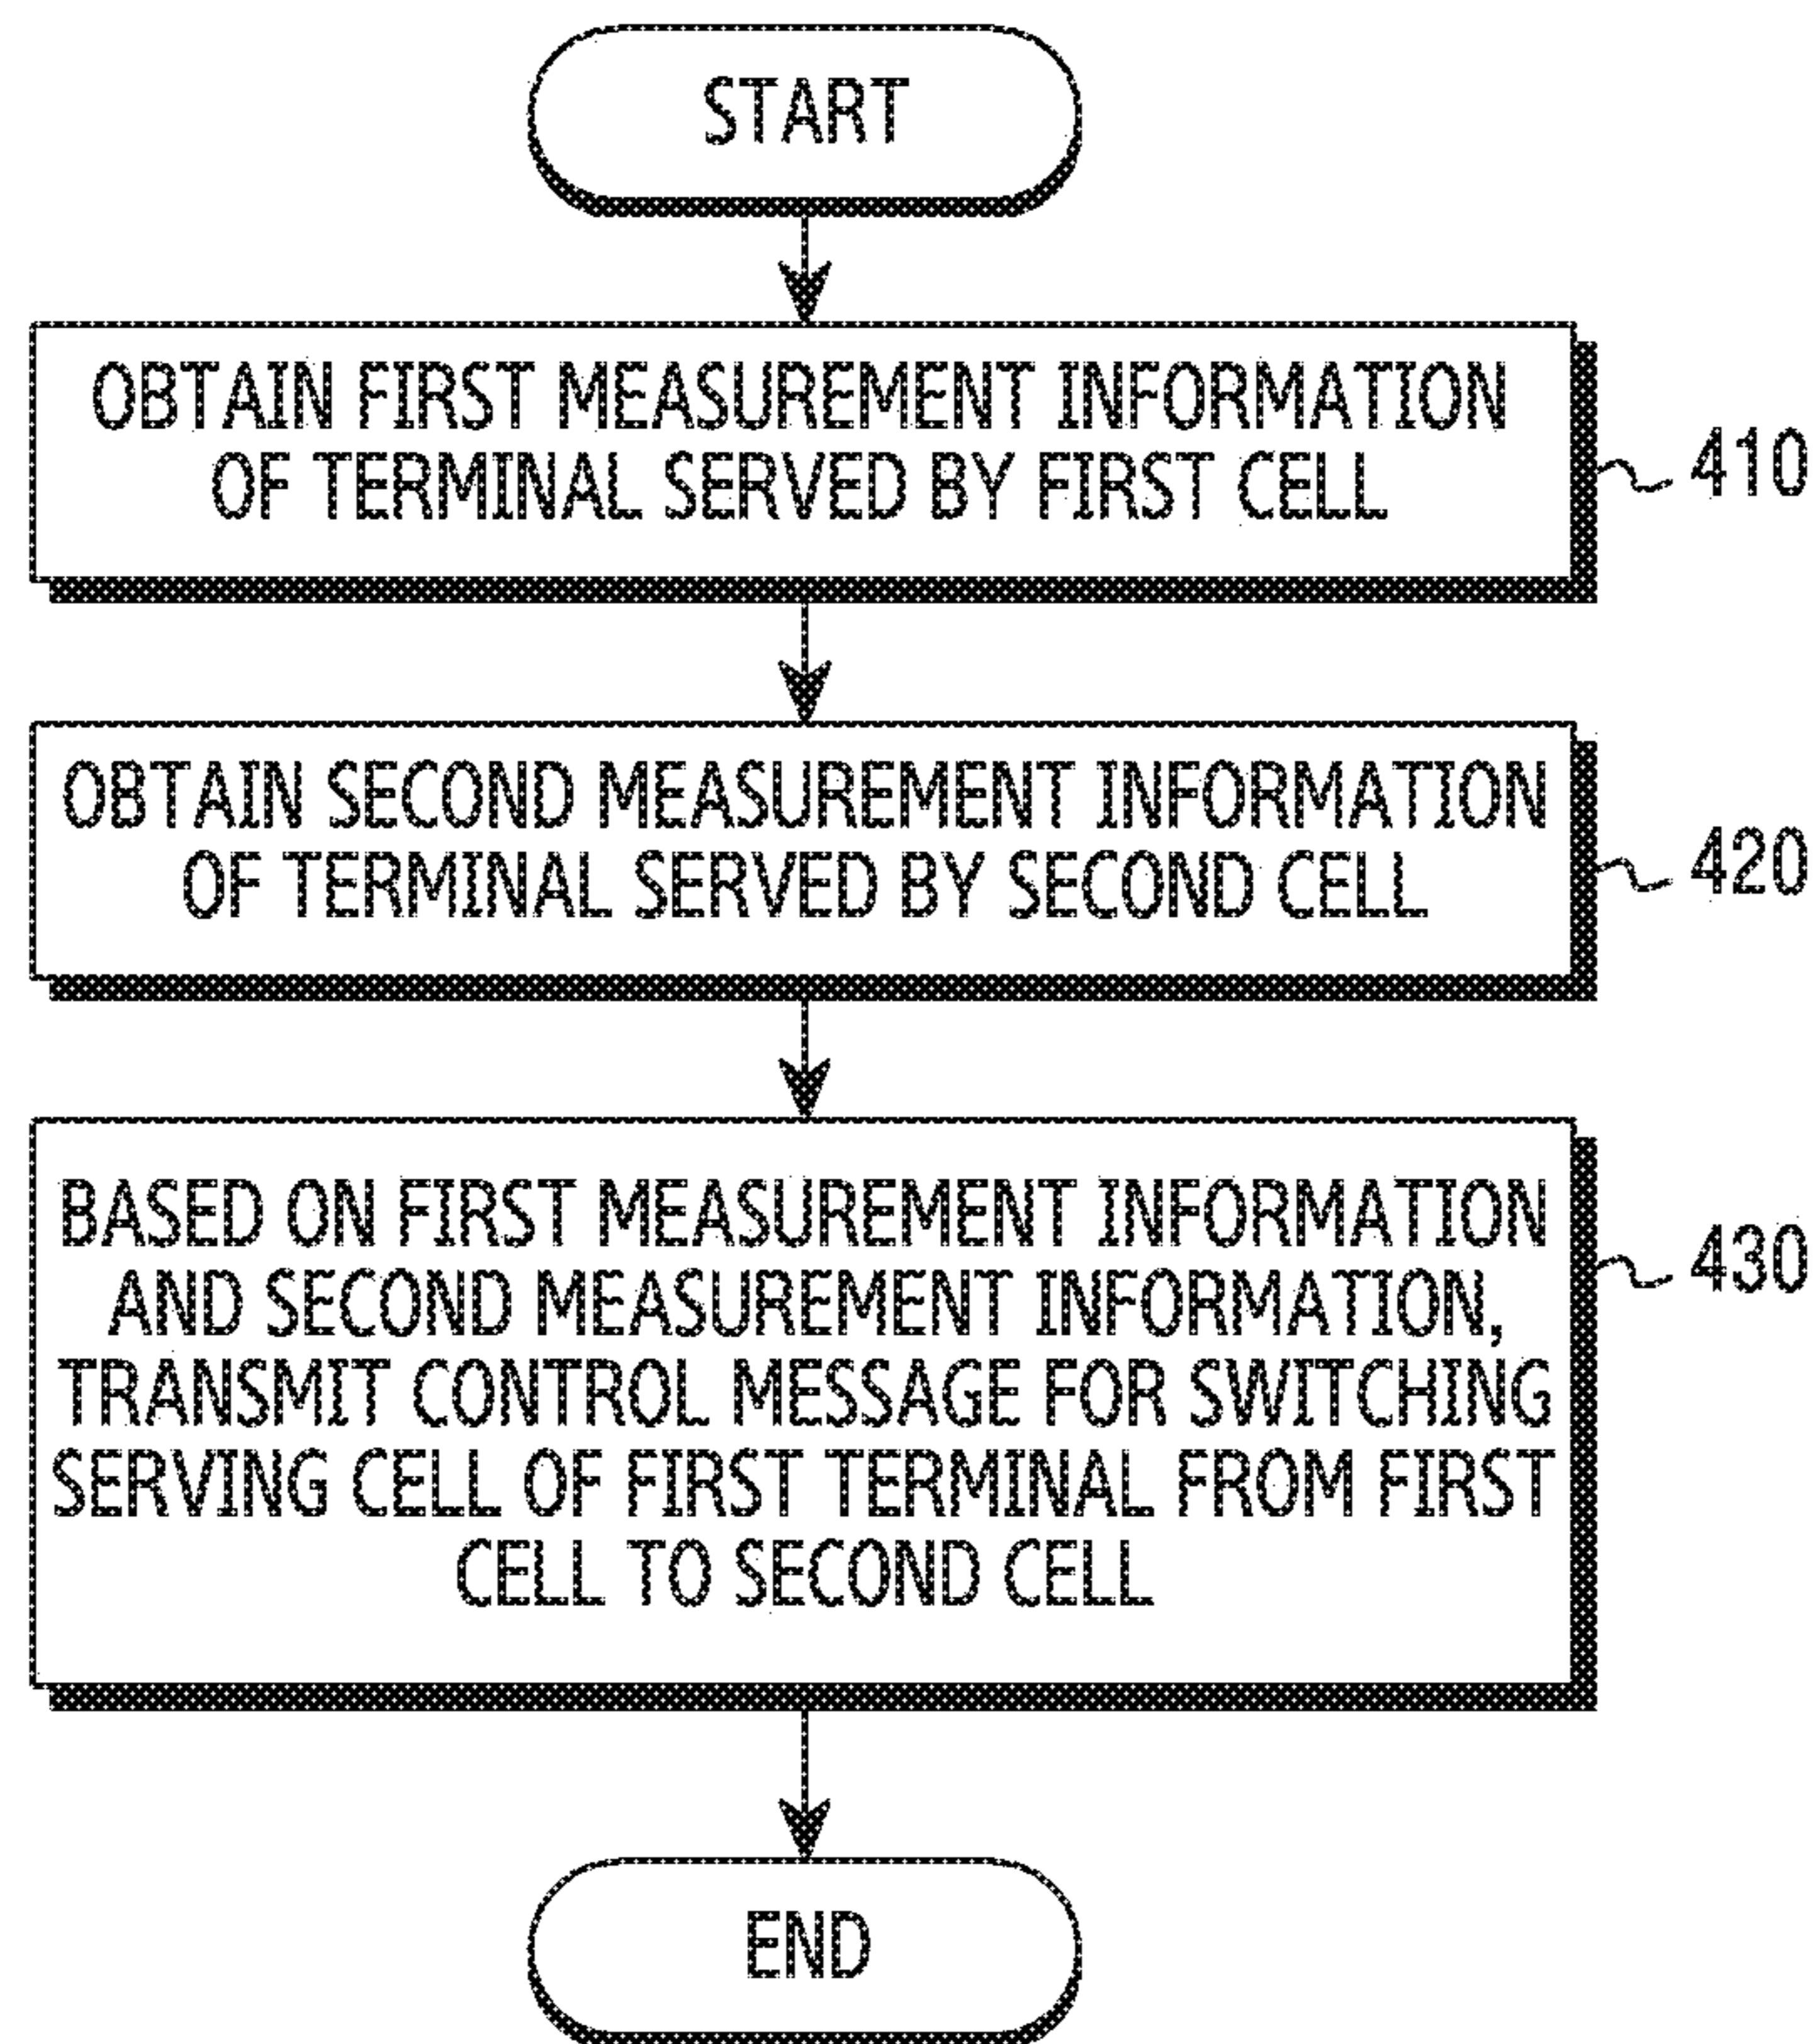 START
OBTAIN FIRST MEASUREMENT INFORMATION
OF TERMINAL SERVED BY FIRST CELL
410
OBTAIN SECOND MEASUREMENT INFORMATION
OF TERMINAL SERVED BY SECOND CELL
420
BASED ON FIRST MEASUREMENT INFORMATION
AND SECOND MEASUREMENT INFORMATION,
TRANSMIT CONTROL MESSAGE FOR SWITCHING
SERVING CELL OF FIRST TERMINAL FROM FIRST
CELL TO SECOND CELL
430
END